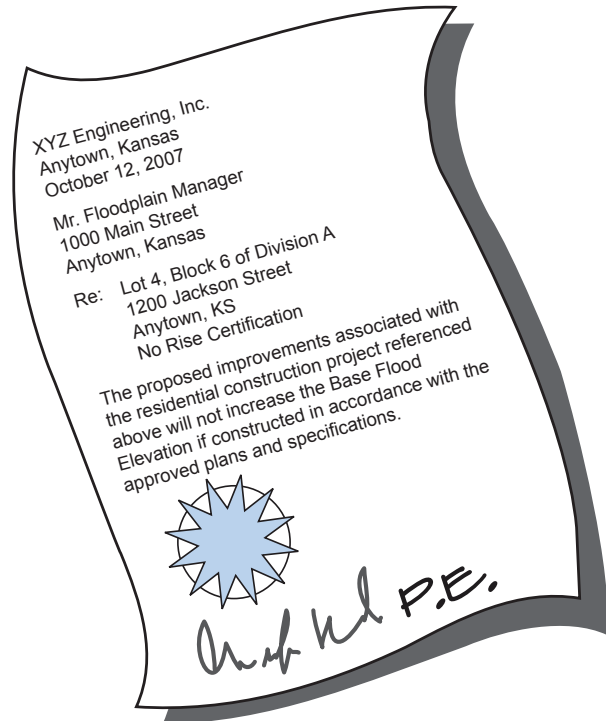 XYZ Engineering, Inc.
Anytown, Kansas
October 12, 2007
Mr. Floodplain Manager
1000 Main Street
Anytown, Kansas
Re: Lot 4, Block 6 of Division A
1200 Jackson Street
Anytown, KS
No Rise Certification
The proposed improvements associated with
the residential construction project referenced
above will not increase the Base Flood
Elevation if constructed in accordance with the
approved plans and specifications.
P.E.